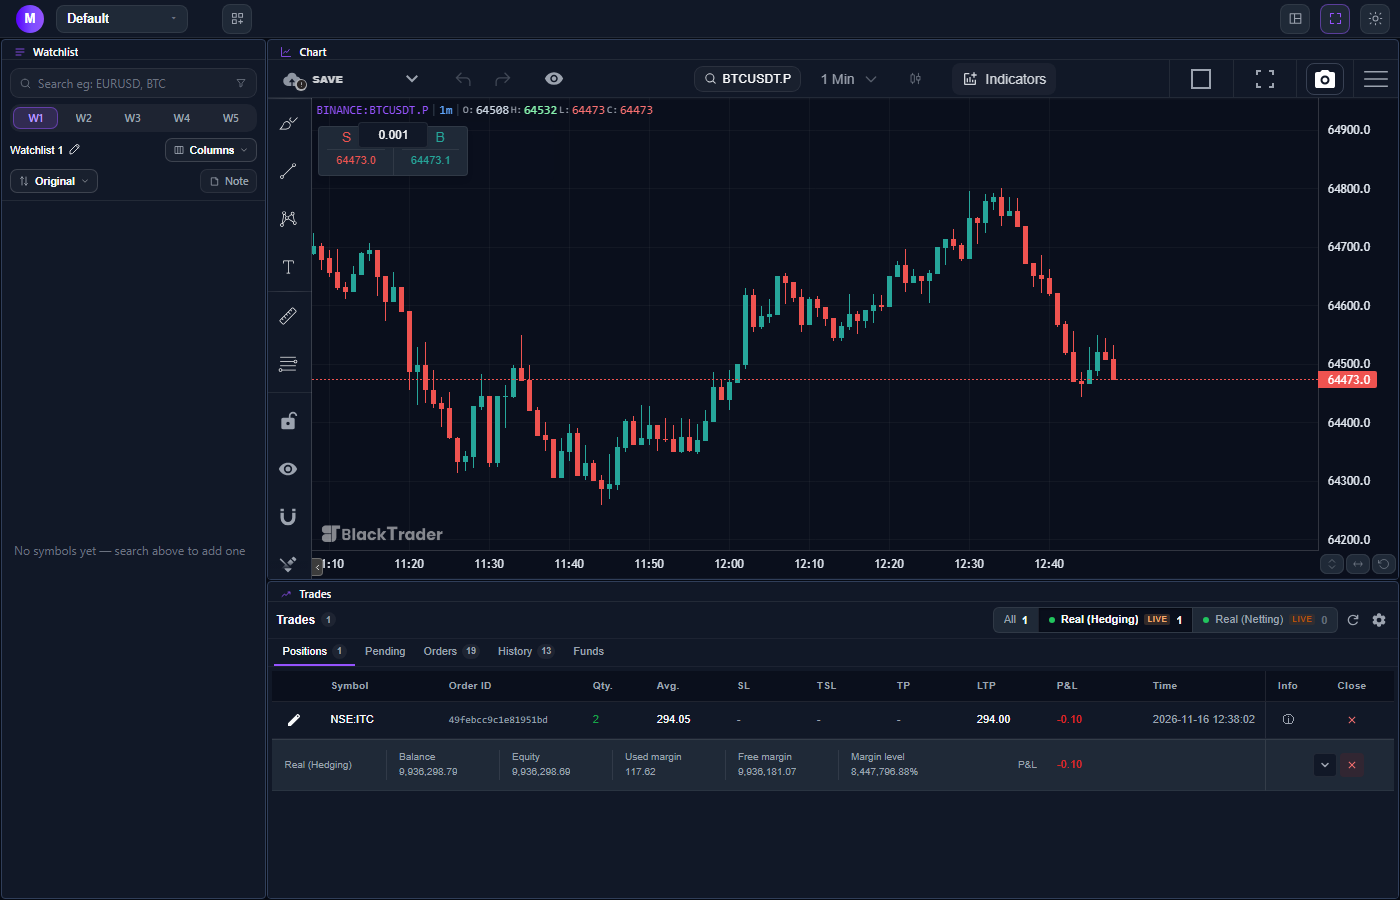 M
Default
Watchlist
Search eg: EURUSD, BTC
W1 W2 W3 W4 W5
Watchlist 1
Columns
Original
Note
No symbols yet — search above to add one
Chart
SAVE
BTCUSDT.P
1 Min
Indicators
BINANCE:BTCUSDT.P 1m O: 64508 H: 64532 L: 64473 C: 64473
S 0.001 B
64473.0 64473.1
64900.0
64800.0
64700.0
64600.0
64500.0
64473.0
64400.0
64300.0
64200.0
BlackTrader
1:10 11:20 11:30 11:40 11:50 12:00 12:10 12:20 12:30 12:40
Trades
Trades 1
All 1 Real (Hedging) LIVE 1 Real (Netting) LIVE 0
Positions 1 Pending Orders 19 History 13 Funds
Symbol Order ID Qty. Avg. SL TSL TP LTP P&L Time Info Close
NSE:ITC 49febcc9c1e81951bd 2 294.05 - - - 294.00 -0.10 2026-11-16 12:38:02
Real (Hedging) Balance Equity Used margin Free margin Margin level P&L -0.10
9,936,298.79 9,936,298.69 117.62 9,936,181.07 8,447,796.88%